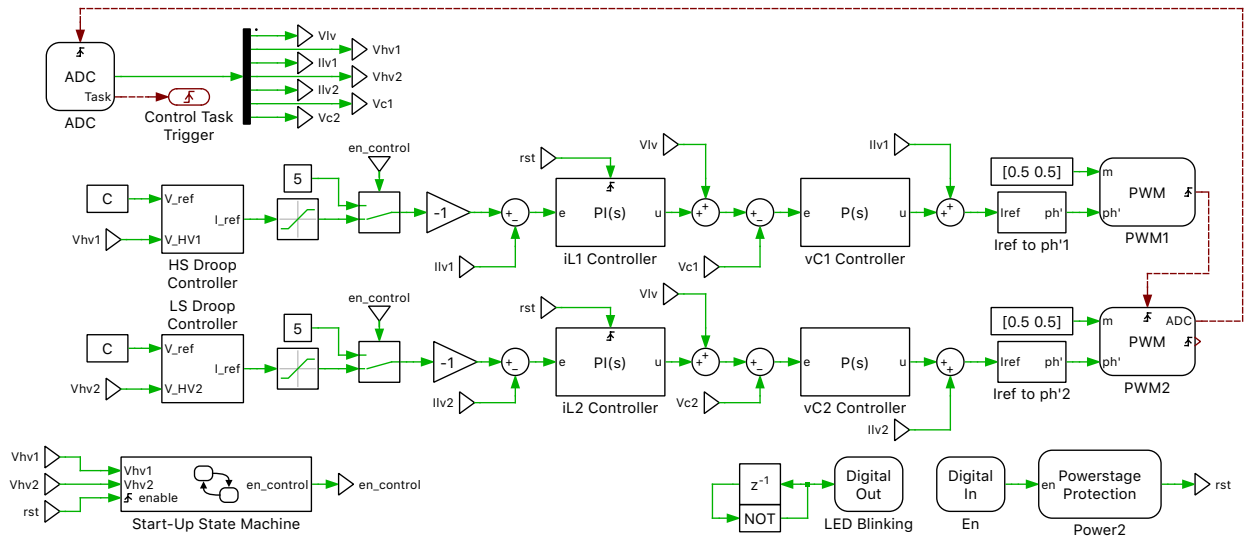 Vlv
Vhv1
Ilv1
Vhv2
Ilv2
Vc1
Vc2
ADC
Task
ADC
Control Task
Trigger
en_control
rst
Vlv
Ilv1
5
[0.5 0.5]
m
PWM
ph'
PWM1
C
V_ref
I_ref
V_HV1
Vhv1
HS Droop
Controller
-1
+
−
Ilv1
e
PI(s)
u
iL1 Controller
+
+
+
−
Vc1
e
P(s)
u
vC1 Controller
+
+
Iref
ph'
Iref to ph'1
LS Droop
Controller
en_control
rst
Vlv
5
[0.5 0.5]
m
ADC
PWM
ph'
PWM2
C
V_ref
I_ref
V_HV2
Vhv2
-1
+
−
Ilv2
e
PI(s)
u
iL2 Controller
+
+
+
−
Vc2
e
P(s)
u
vC2 Controller
+
+
Ilv2
Iref
ph'
Iref to ph'2
Vhv1
Vhv2
rst
Vhv1
Vhv2
enable
en_control
en_control
Start-Up State Machine
z-1
NOT
Digital
Out
LED Blinking
Digital
In
En
en
Powerstage
Protection
Power2
rst